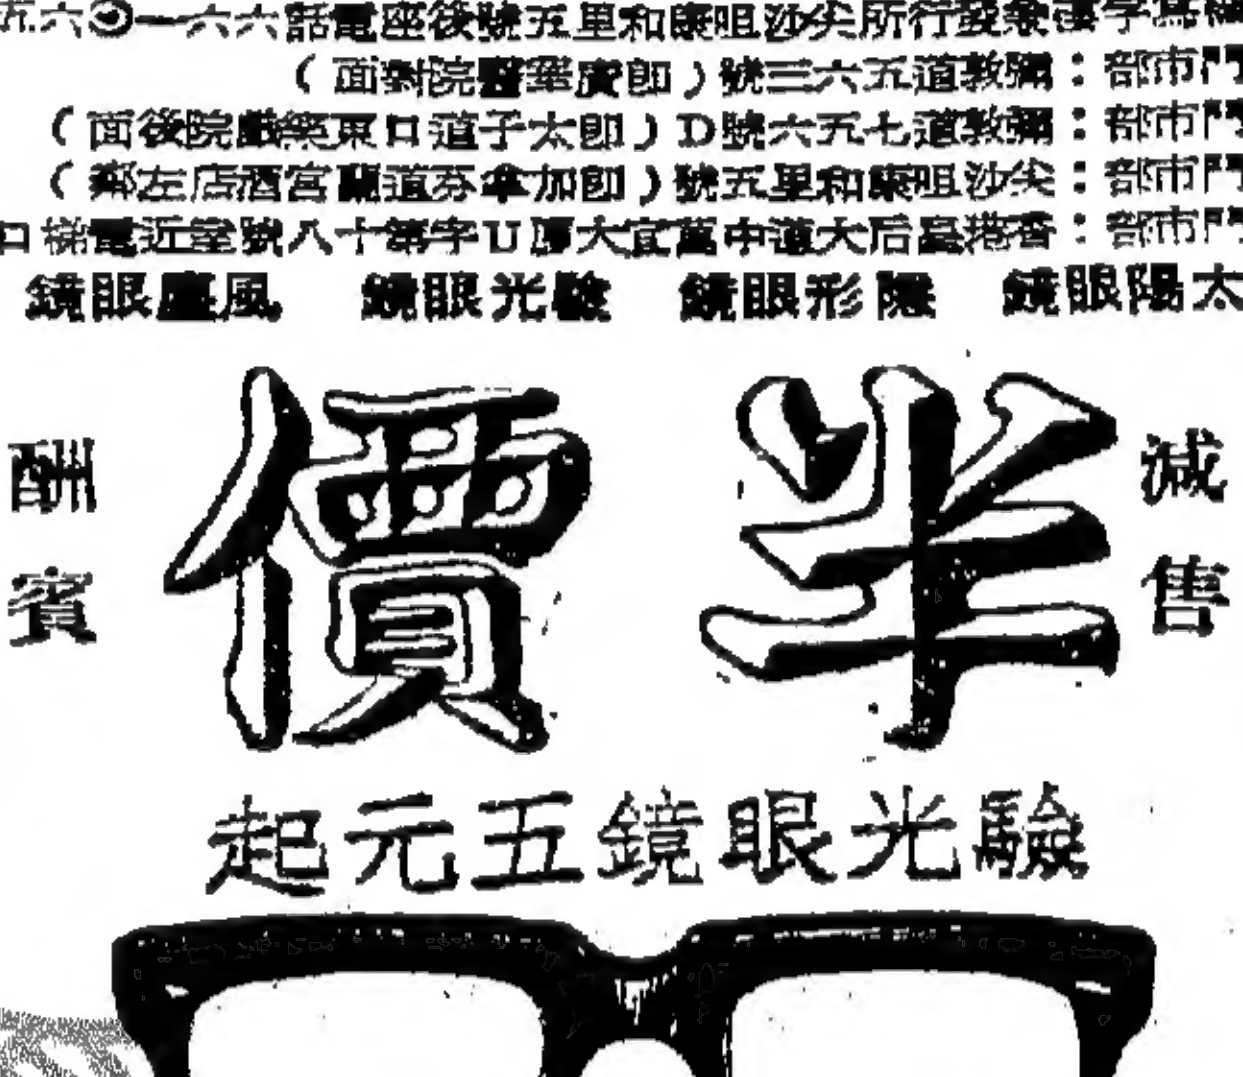 發行所尖沙咀康和里五號後座電話六六一
門市部：彌敦道五六三號（即廣華醫院對面）
門市部：彌敦道七五六號D（即太子道口東樂戲院後面）
門市部：尖沙咀康和里五號（即加拿芬道蘭宮酒店左鄰）
門市部：香港皇后大道中萬宜大廈U字第十八號近電梯口
太陽眼鏡 隱形眼鏡 驗光眼鏡 風塵眼鏡
減售
半價
酬賓
驗光眼鏡五元起